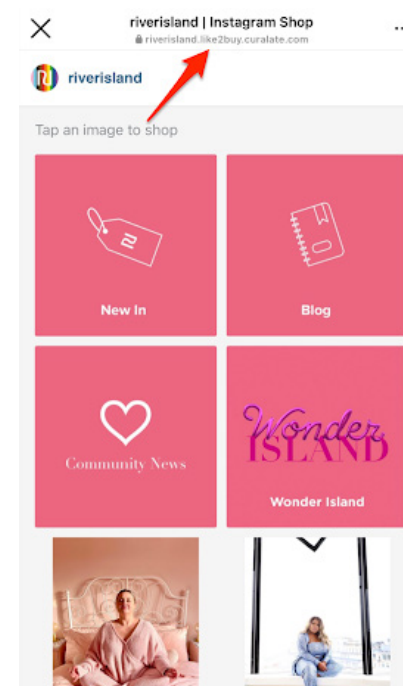 riverisland | Instagram Shop
riverisland.like2buy.curalate.com
riverisland
Tap an image to shop
New In
Blog
Community News
Wonder
ISLAND
Wonder Island